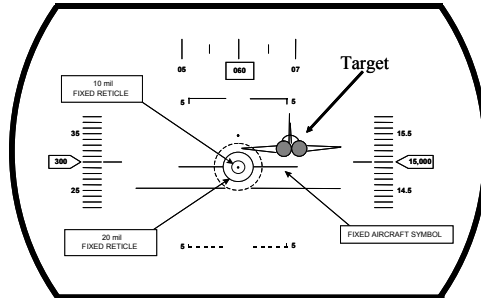 05 060 07
10 mil
FIXED RETICLE
Target
5 5
35 15.5
300 15,000
25 14.5
20 mil
FIXED RETICLE
FIXED AIRCRAFT SYMBOL
5 5